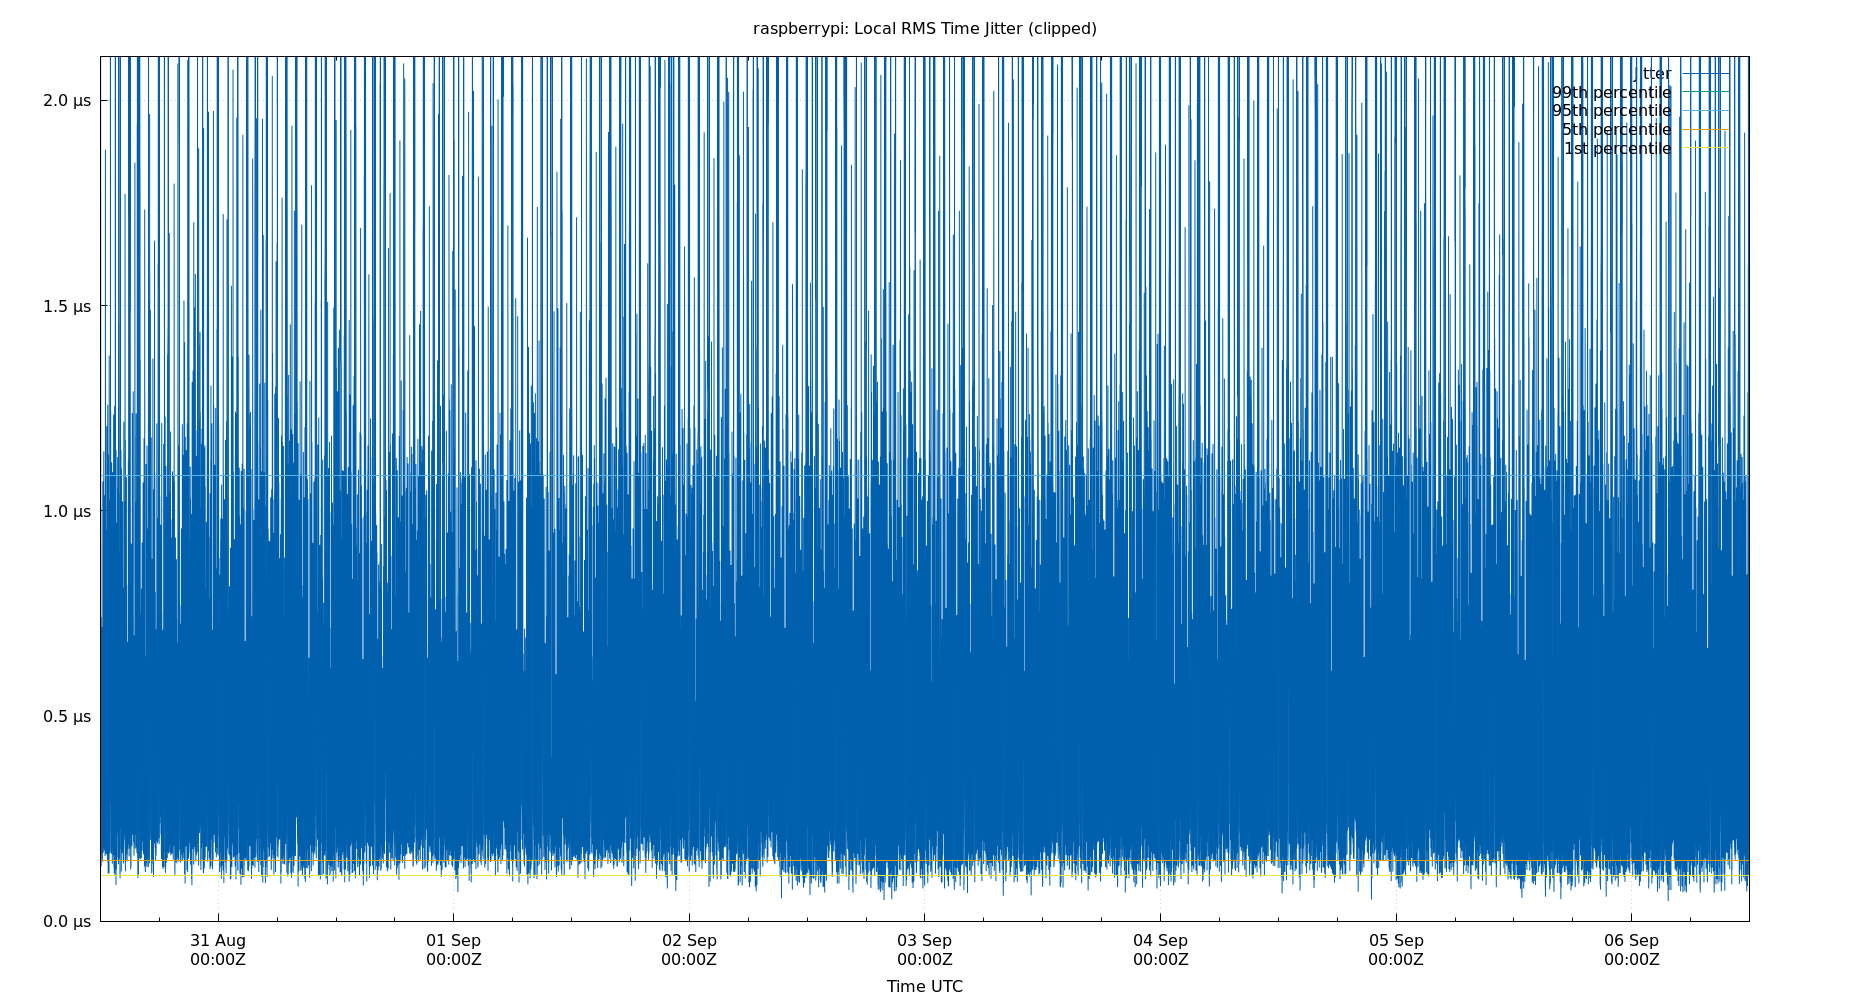 raspberrypi: Local RMS Time Jitter (clipped)
jitter
99th percentile
95th percentile
5th percentile
1st percentile
2.0 µs
1.5 µs
1.0 µs
0.5 µs
0.0 µs
31 Aug 01 Sep 02 Sep 03 Sep 04 Sep 05 Sep 06 Sep
00:00Z 00:00Z 00:00Z 00:00Z 00:00Z 00:00Z 00:00Z
Time UTC